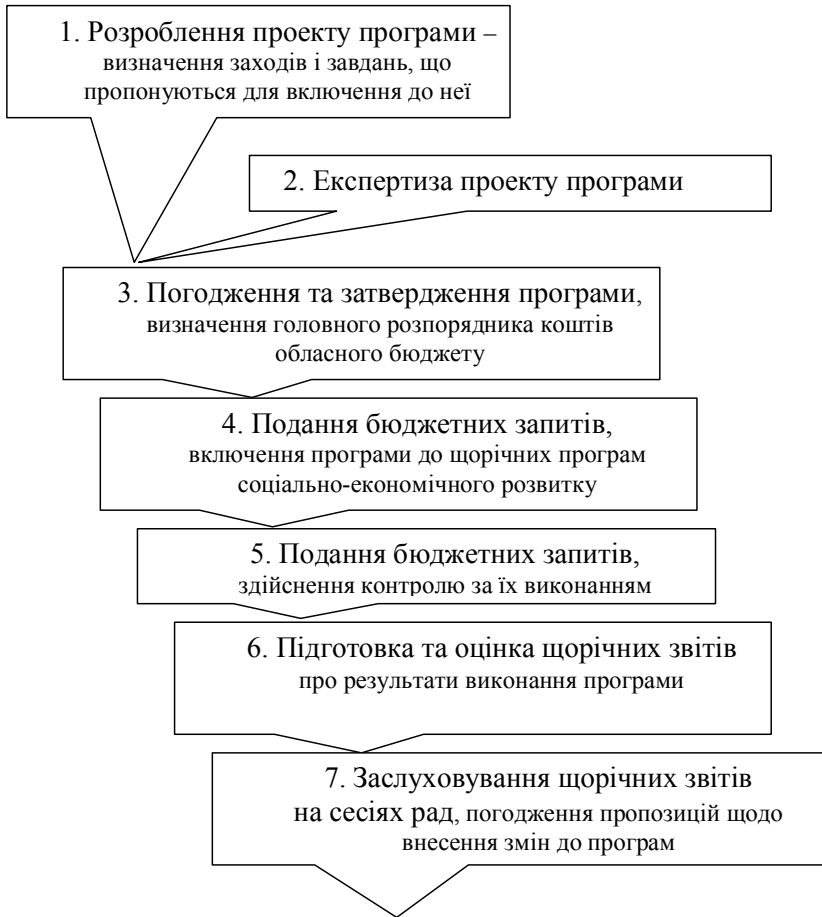 1. Розроблення проекту програми –
визначення заходів і завдань, що
пропонуються для включення до неї
2. Експертиза проекту програми
3. Погодження та затвердження програми,
визначення головного розпорядника коштів
обласного бюджету
4. Подання бюджетних запитів,
включення програми до щорічних програм
соціально-економічного розвитку
5. Подання бюджетних запитів,
здійснення контролю за їх виконанням
6. Підготовка та оцінка щорічних звітів
про результати виконання програми
7. Заслуховування щорічних звітів
на сесіях рад, погодження пропозицій щодо
внесення змін до програм